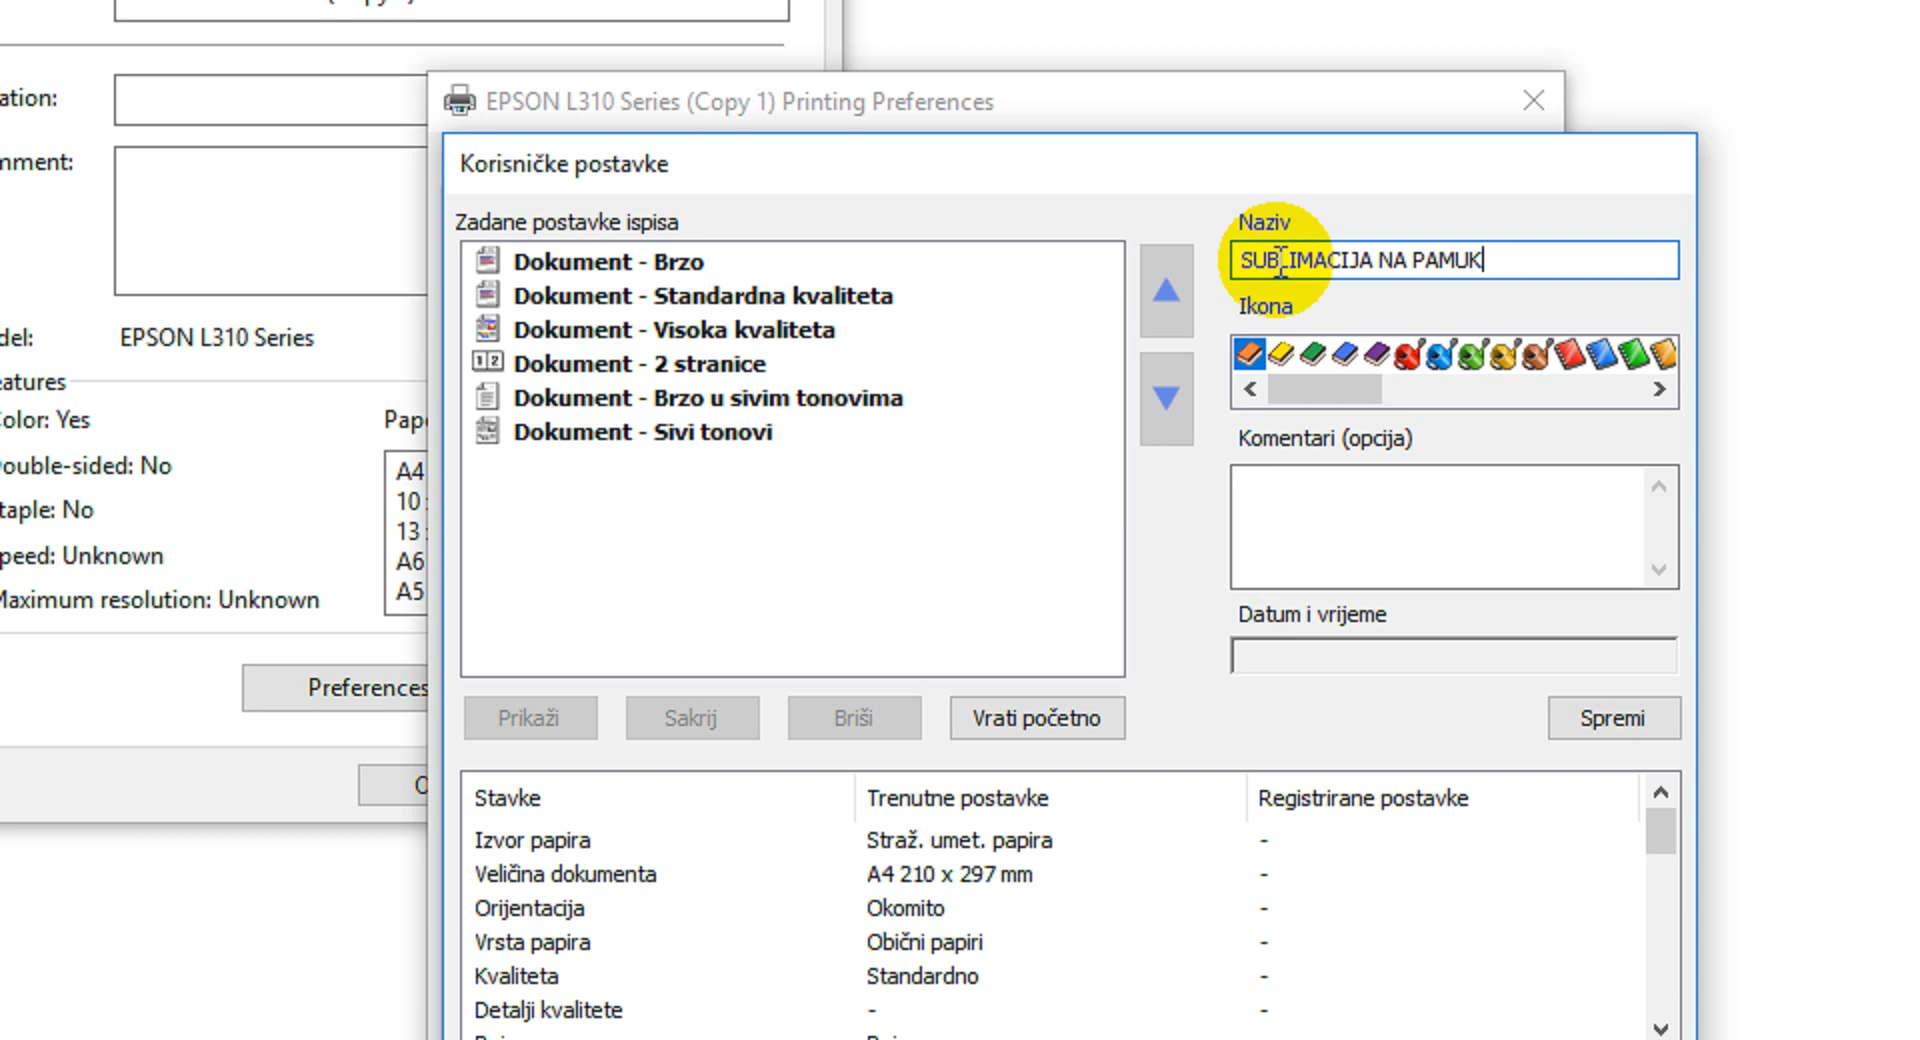 EPSON L310 Series (Copy 1) Printing Preferences
Korisničke postavke
Zadane postavke ispisa
Dokument - Brzo
Dokument - Standardna kvaliteta
Dokument - Visoka kvaliteta
Dokument - 2 stranice
Dokument - Brzo u sivim tonovima
Dokument - Sivi tonovi
Naziv
SUBLIMACIJA NA PAMUK
Ikona
Komentari (opcija)
Datum i vrijeme
Prikaži
Sakrij
Briši
Vrati početno
Spremi
Stavke Trenutne postavke Registrirane postavke
Izvor papira Straž. umet. papira -
Veličina dokumenta A4 210 x 297 mm -
Orijentacija Okomito -
Vrsta papira Obični papiri -
Kvaliteta Standardno -
Detalji kvalitete - -
ation:
mment:
del: EPSON L310 Series
eatures
olor: Yes
ouble-sided: No
taple: No
peed: Unknown
Maximum resolution: Unknown
Pape
A4
10
13
A6
A5
Preferences